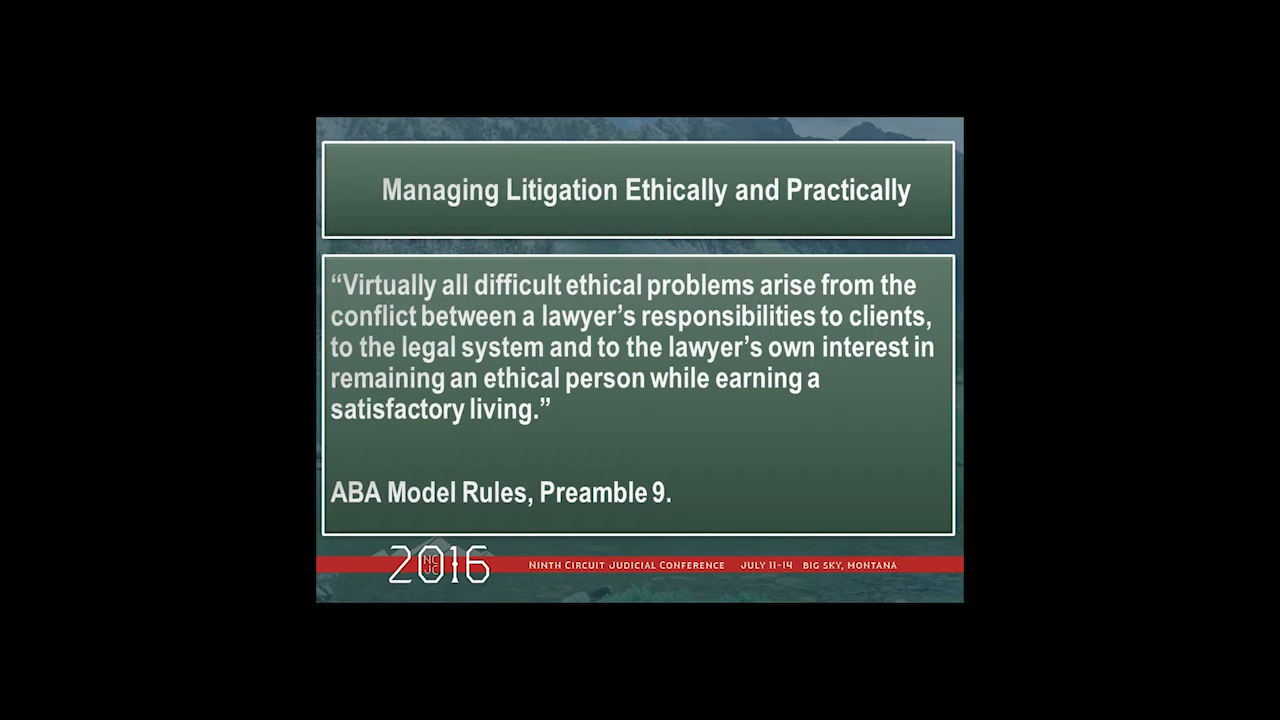 Managing Litigation Ethically and Practically
“Virtually all difficult ethical problems arise from the
conflict between a lawyer’s responsibilities to clients,
to the legal system and to the lawyer’s own interest in
remaining an ethical person while earning a
satisfactory living.”
ABA Model Rules, Preamble 9.
2016
NC
JC
NINTH CIRCUIT JUDICIAL CONFERENCE JULY 11-14 BIG SKY, MONTANA